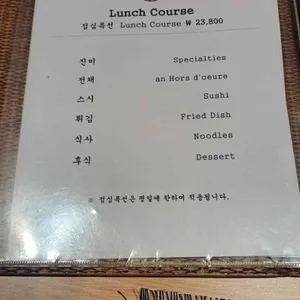 Lunch Course
점심특선 Lunch Course ₩ 23,800
진미 Specialties
전채 an Hors d'oeure
스시 Sushi
튀김 Fried Dish
식사 Noodles
후식 Dessert
※ 점심특선은 평일에 한하여 적용됩니다.